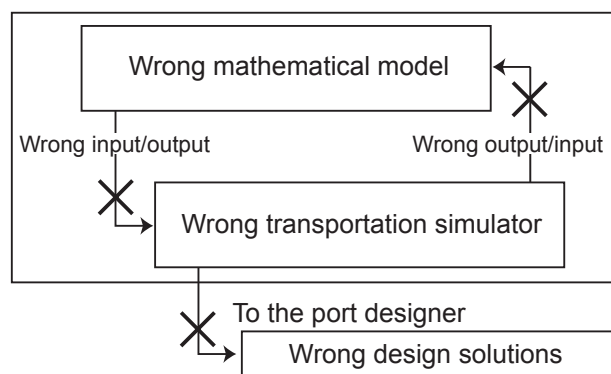 Wrong mathematical model
Wrong input/output
Wrong output/input
Wrong transportation simulator
To the port designer
Wrong design solutions